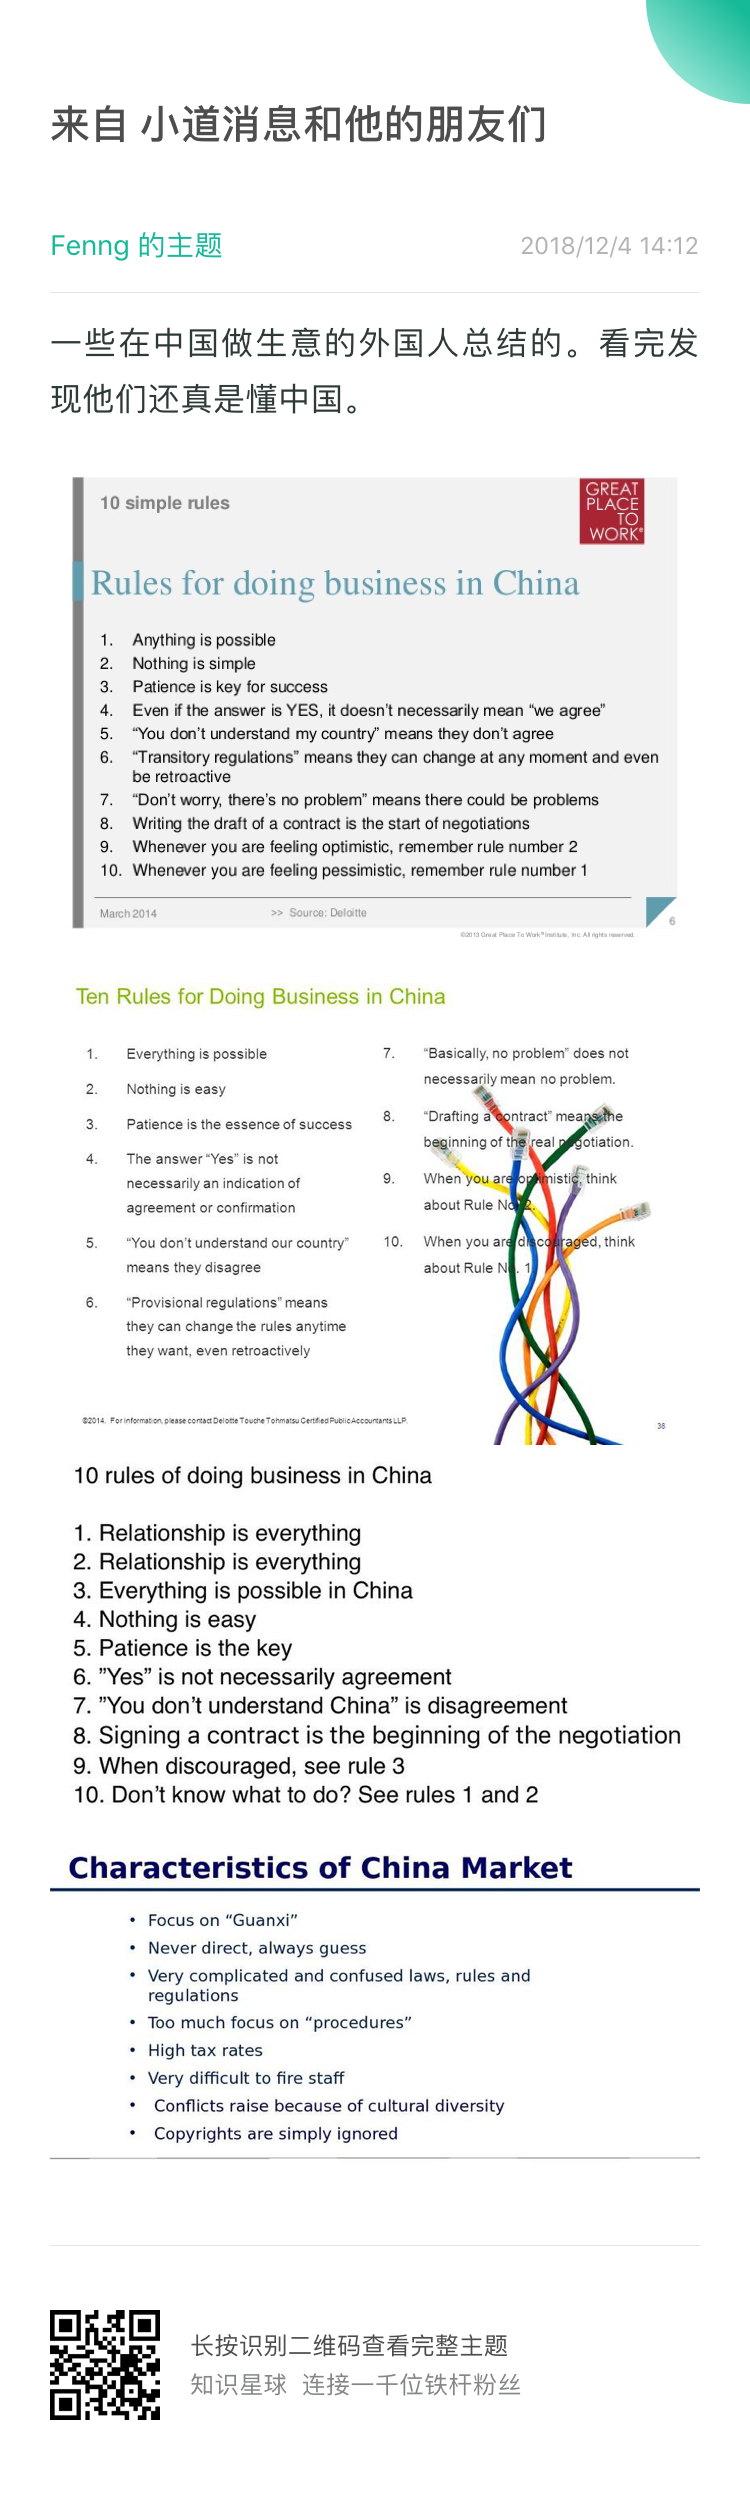 来自 小道消息和他的朋友们
Fenng 的主题
2018/12/4 14:12
一些在中国做生意的外国人总结的。看完发
现他们还真是懂中国。
10 simple rules
GREAT
PLACE
TO
WORK®
Rules for doing business in China
1. Anything is possible
2. Nothing is simple
3. Patience is key for success
4. Even if the answer is YES, it doesn’t necessarily mean “we agree”
5. “You don’t understand my country” means they don’t agree
6. “Transitory regulations” means they can change at any moment and even
be retroactive
7. “Don’t worry, there’s no problem” means there could be problems
8. Writing the draft of a contract is the start of negotiations
9. Whenever you are feeling optimistic, remember rule number 2
10. Whenever you are feeling pessimistic, remember rule number 1
March 2014
>> Source: Deloitte
6
©2013 Great Place To Work® Institute, Inc. All rights reserved.
Ten Rules for Doing Business in China
1. Everything is possible
2. Nothing is easy
3. Patience is the essence of success
4. The answer “Yes” is not
necessarily an indication of
agreement or confirmation
5. “You don’t understand our country”
means they disagree
6. “Provisional regulations” means
they can change the rules anytime
they want, even retroactively
7. “Basically, no problem” does not
necessarily mean no problem.
8. “Drafting a contract” means the
beginning of the real negotiation.
9. When you are optimistic, think
about Rule No. 2.
10. When you are discouraged, think
about Rule No. 1.
©2014. For information, please contact Deloitte Touche Tohmatsu Certified Public Accountants LLP.
36
10 rules of doing business in China
1. Relationship is everything
2. Relationship is everything
3. Everything is possible in China
4. Nothing is easy
5. Patience is the key
6. ”Yes” is not necessarily agreement
7. ”You don’t understand China” is disagreement
8. Signing a contract is the beginning of the negotiation
9. When discouraged, see rule 3
10. Don’t know what to do? See rules 1 and 2
Characteristics of China Market
• Focus on “Guanxi”
• Never direct, always guess
• Very complicated and confused laws, rules and
regulations
• Too much focus on “procedures”
• High tax rates
• Very difficult to fire staff
• Conflicts raise because of cultural diversity
• Copyrights are simply ignored
长按识别二维码查看完整主题
知识星球 连接一千位铁杆粉丝